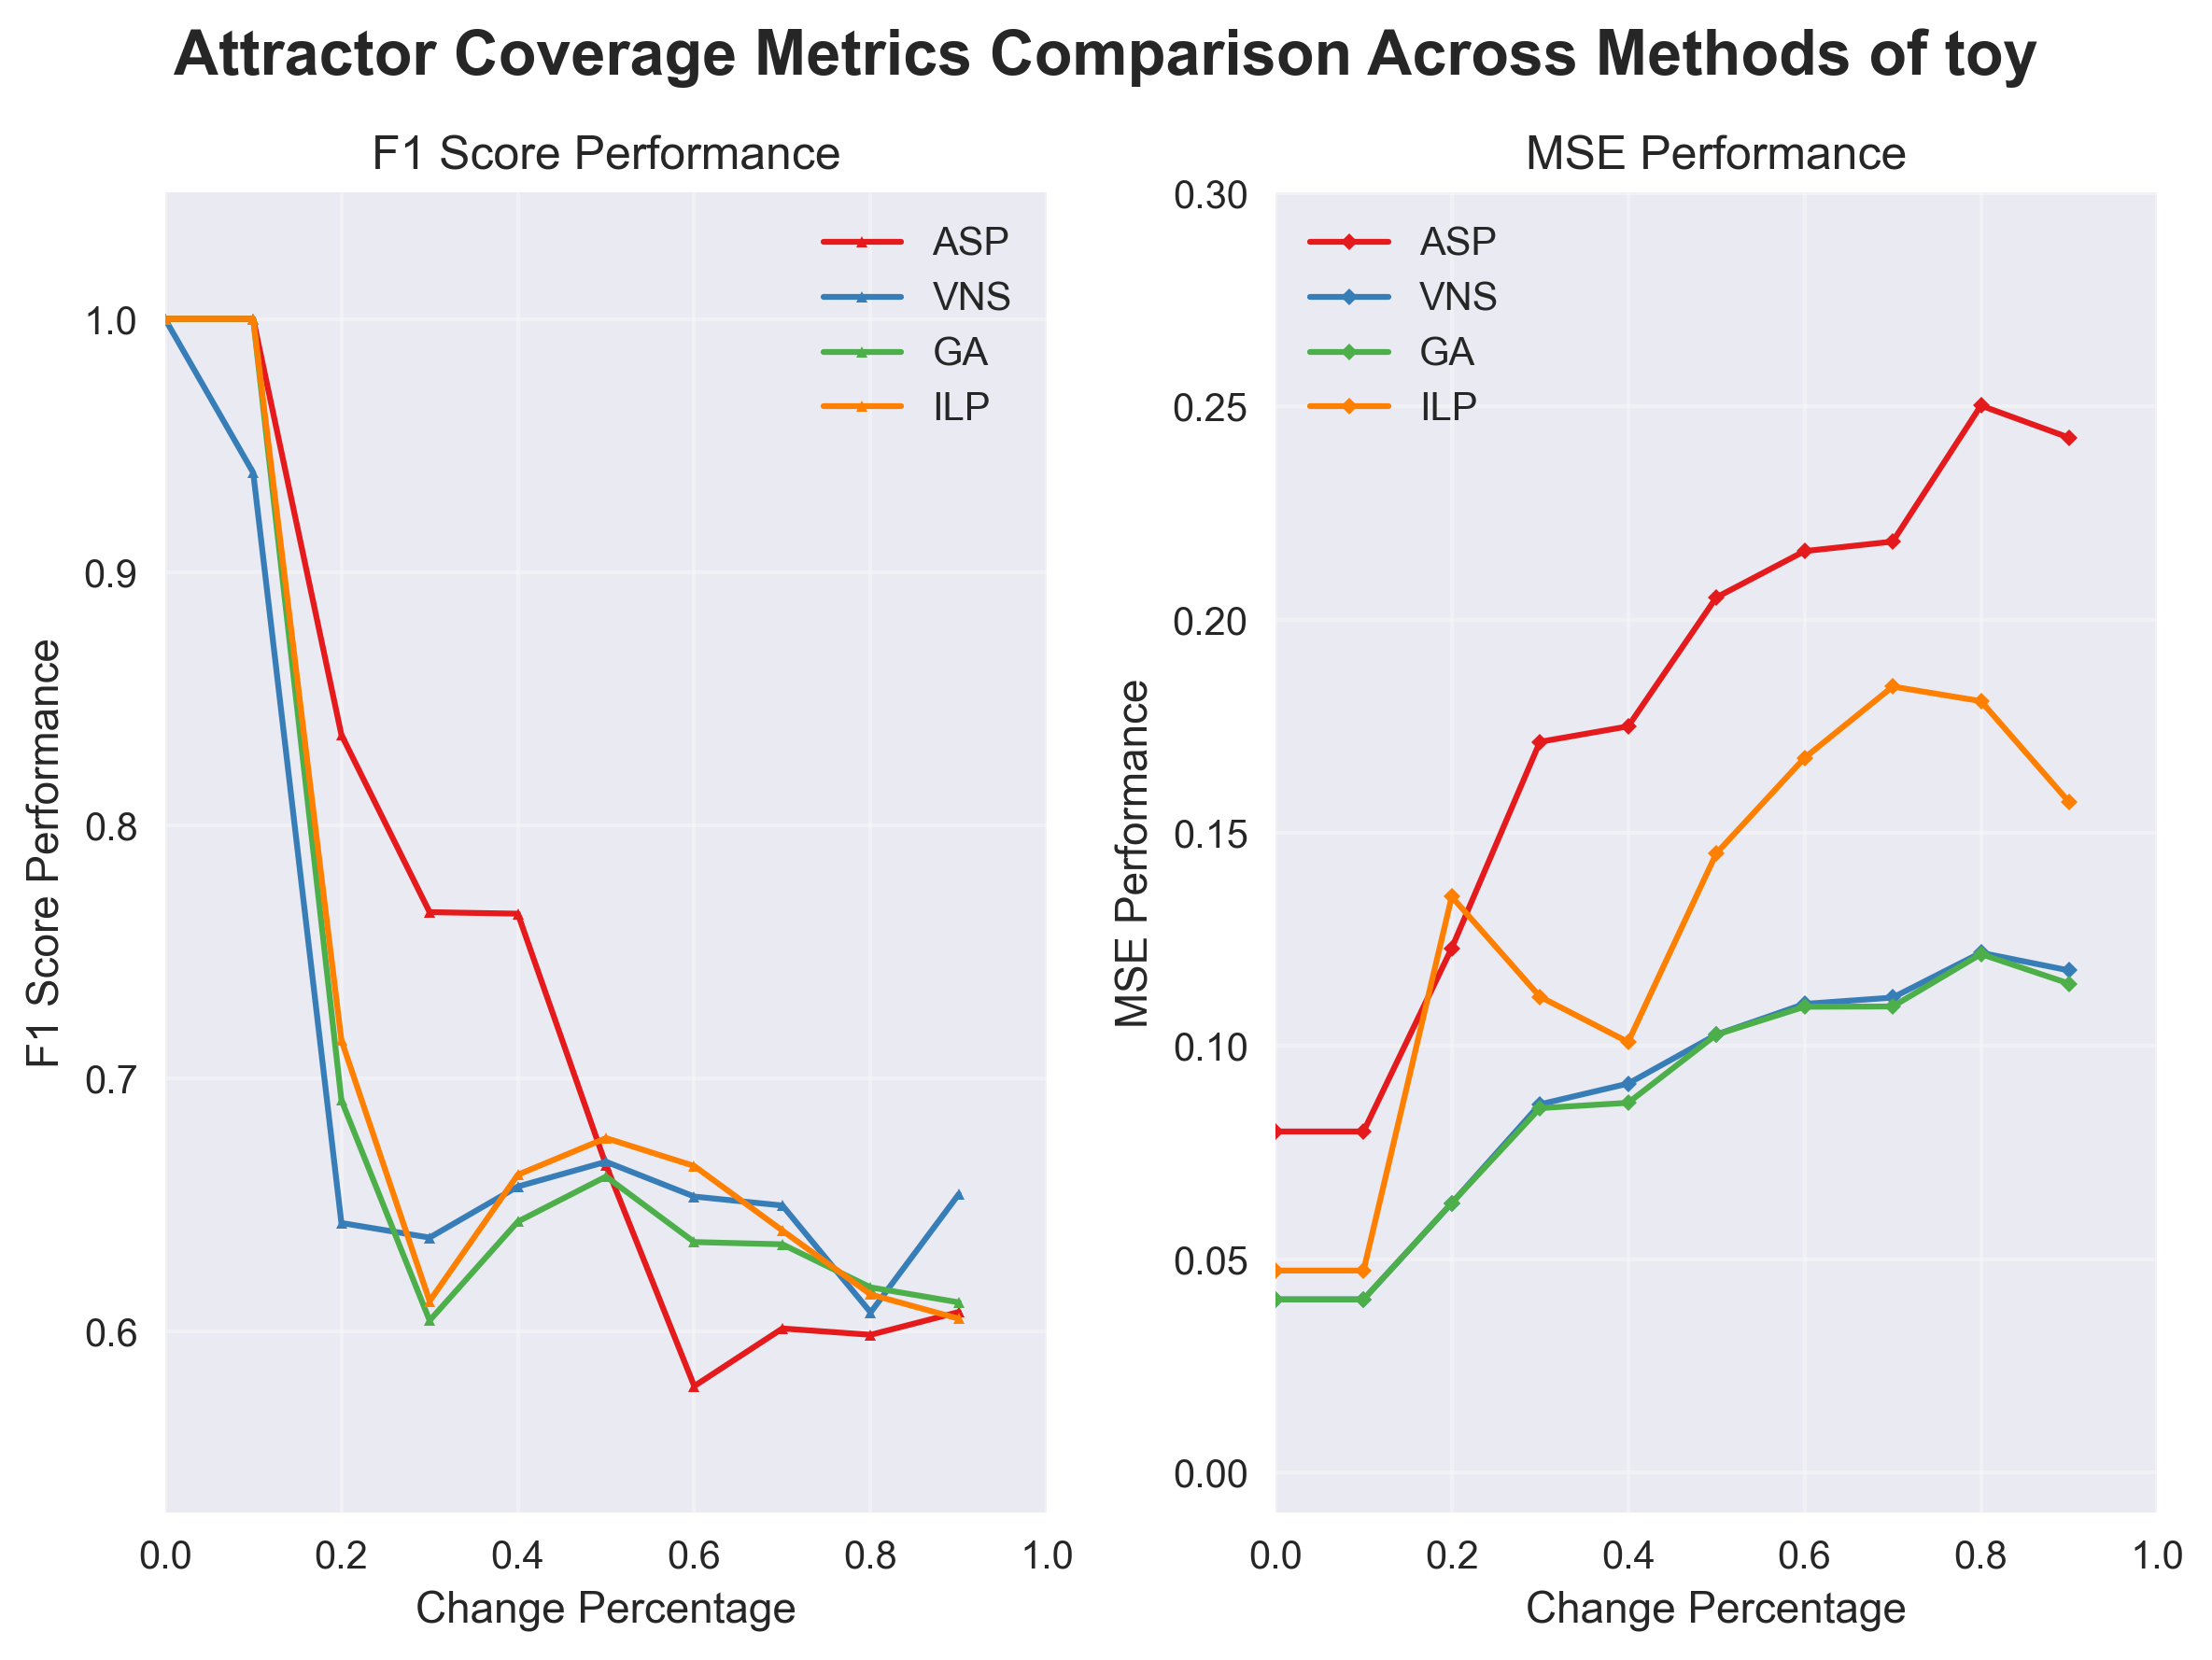 Attractor Coverage Metrics Comparison Across Methods of toy
F1 Score Performance
F1 Score Performance
1.0
0.9
0.8
0.7
0.6
ASP
VNS
GA
ILP
0.0 0.2 0.4 0.6 0.8 1.0
Change Percentage
MSE Performance
MSE Performance
0.30
0.25
0.20
0.15
0.10
0.05
0.00
ASP
VNS
GA
ILP
0.0 0.2 0.4 0.6 0.8 1.0
Change Percentage